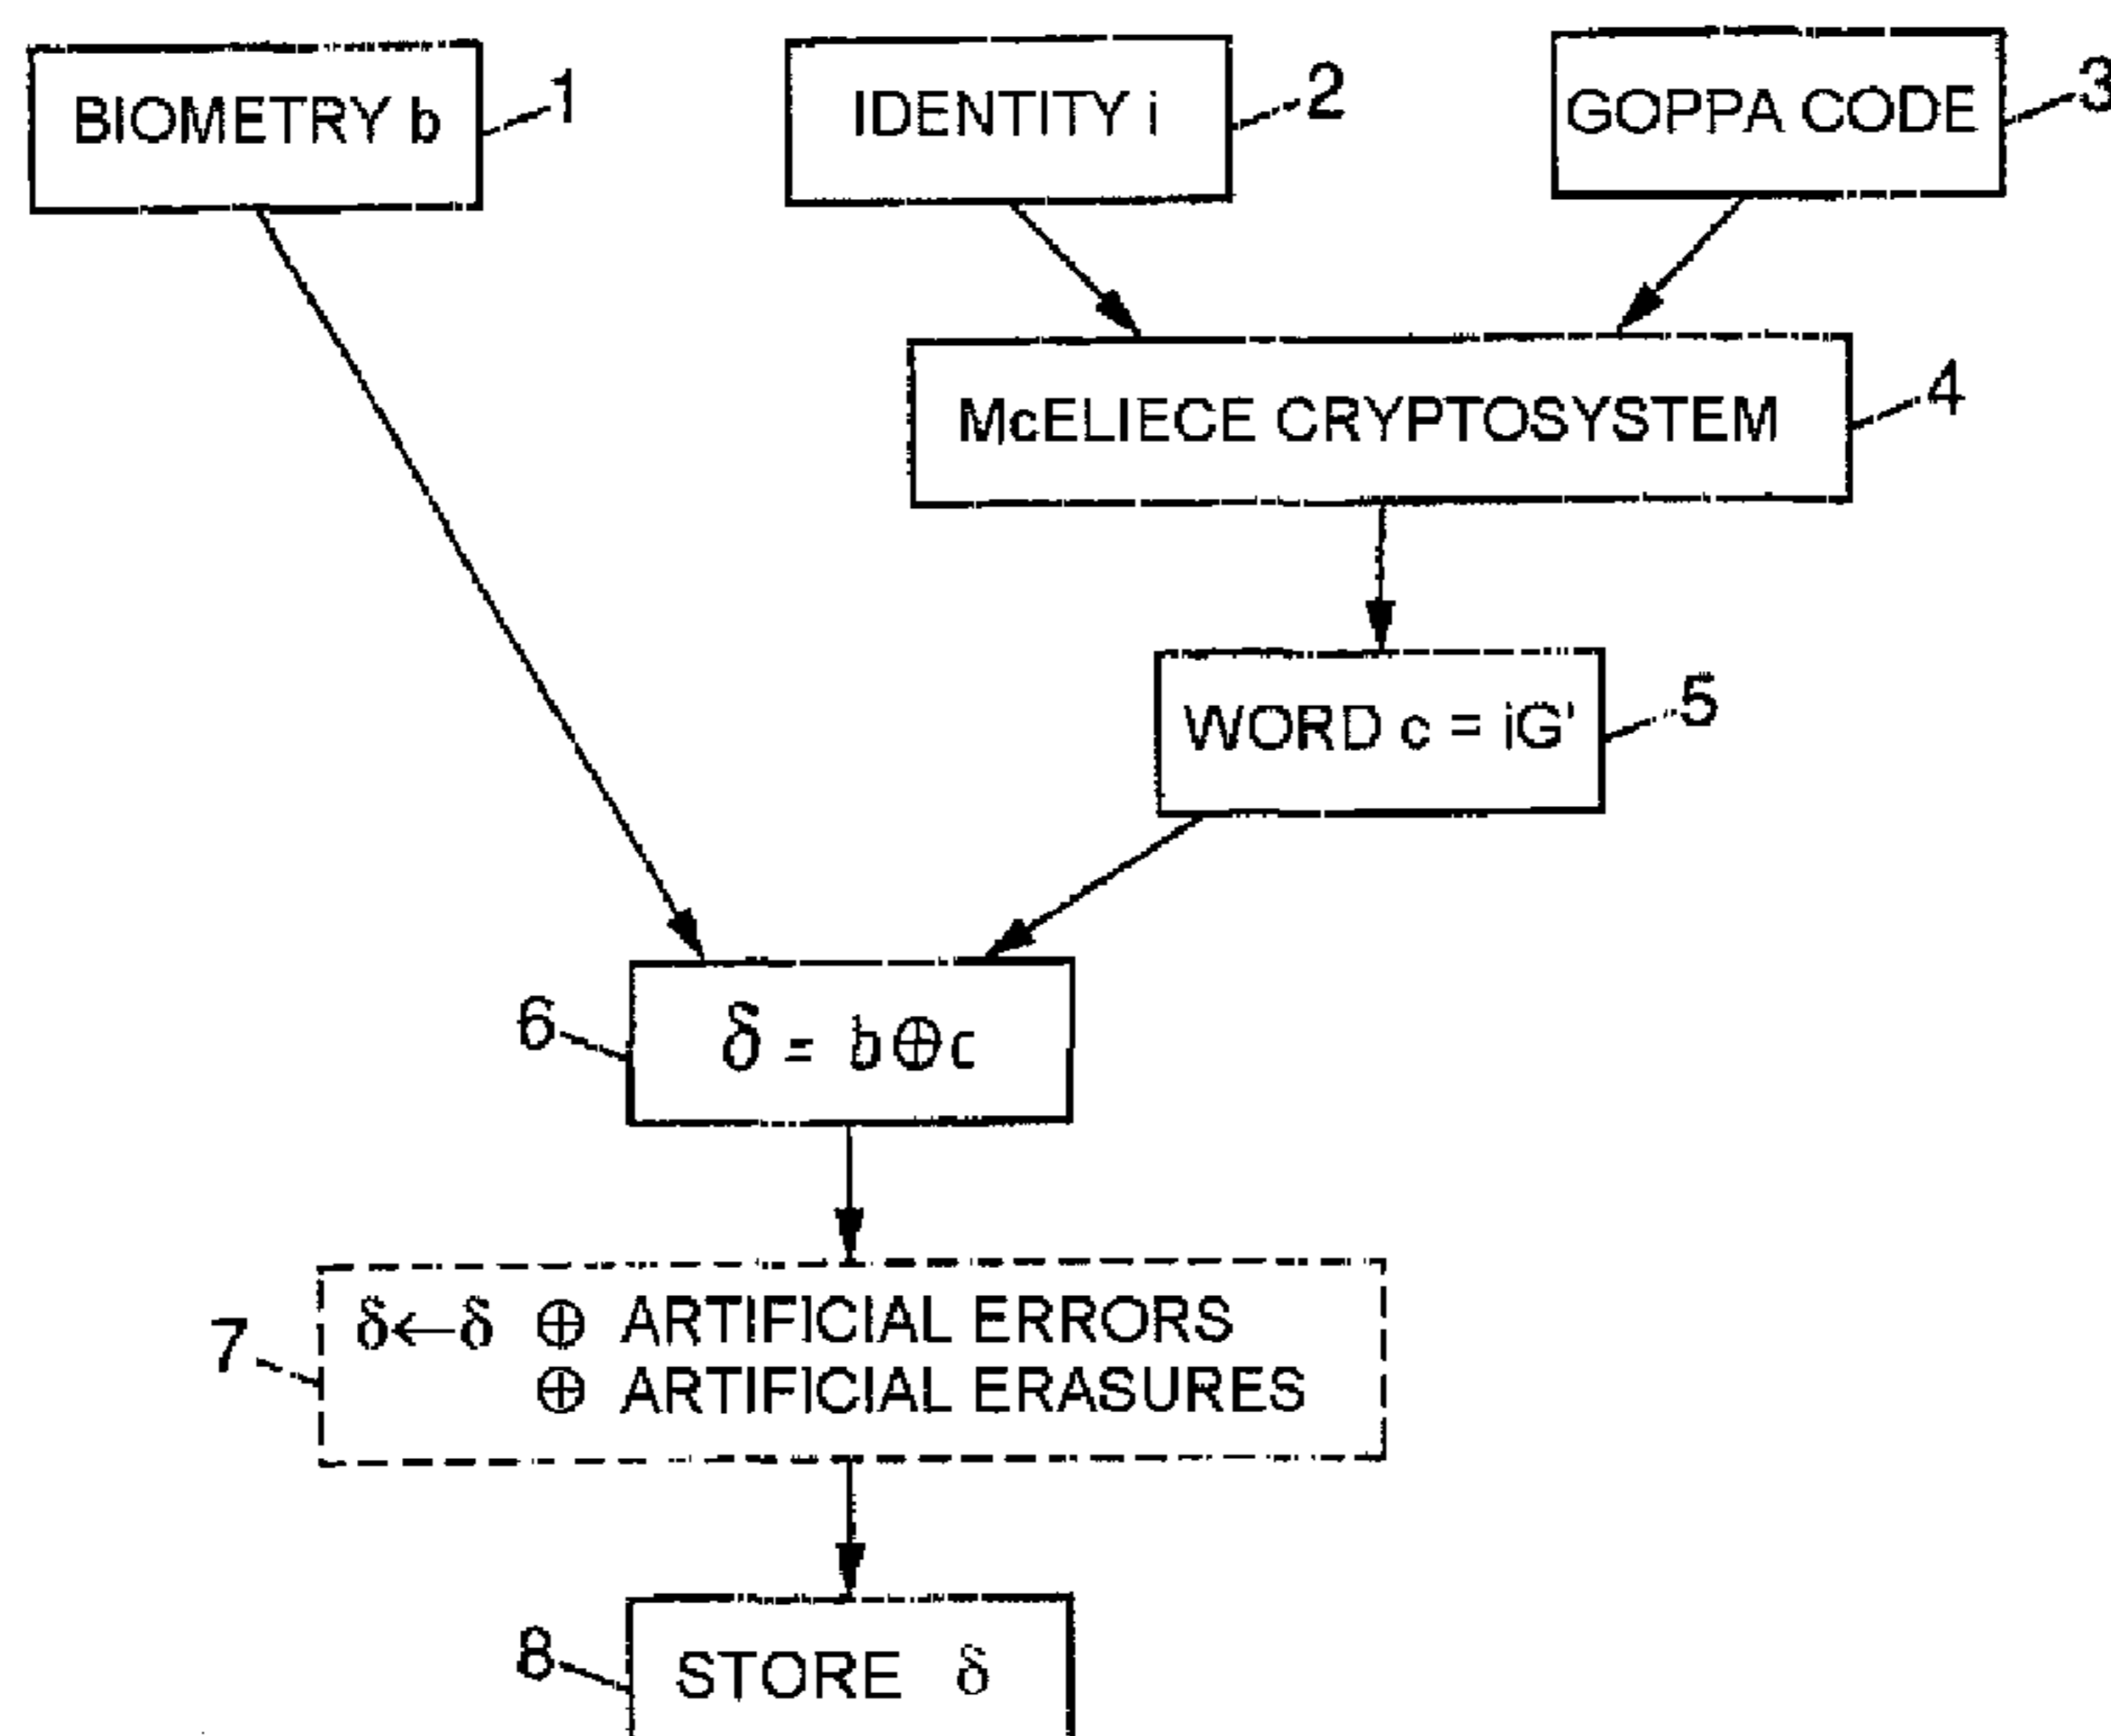 BIOMETRY b
1
IDENTITY i
2
GOPPA CODE
3
McELIECE CRYPTOSYSTEM
4
WORD c = iG'
5
6
δ = b⊕c
7
δ←δ ⊕ ARTIFICIAL ERRORS
⊕ ARTIFICIAL ERASURES
8
STORE δ